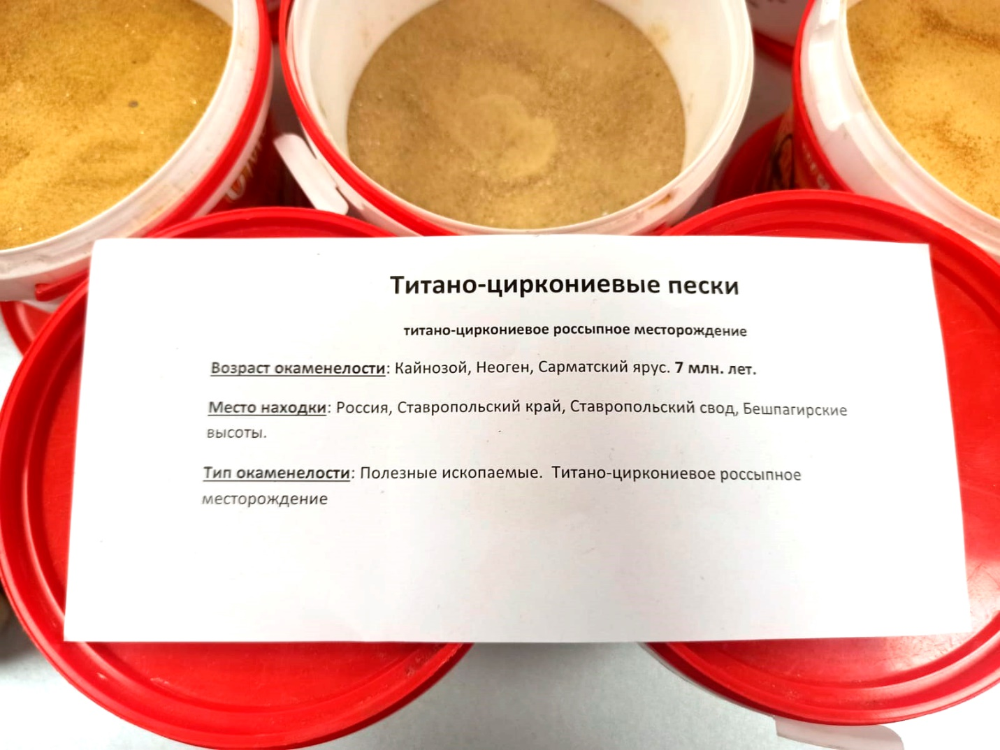 Титано-циркониевые пески
титано-циркониевое россыпное месторождение
Возраст окаменелости: Кайнозой, Неоген, Сарматский ярус. 7 млн. лет.
Место находки: Россия, Ставропольский край, Ставропольский свод, Бешпагирские
высоты.
Тип окаменелости: Полезные ископаемые.  Титано-циркониевое россыпное
месторождение